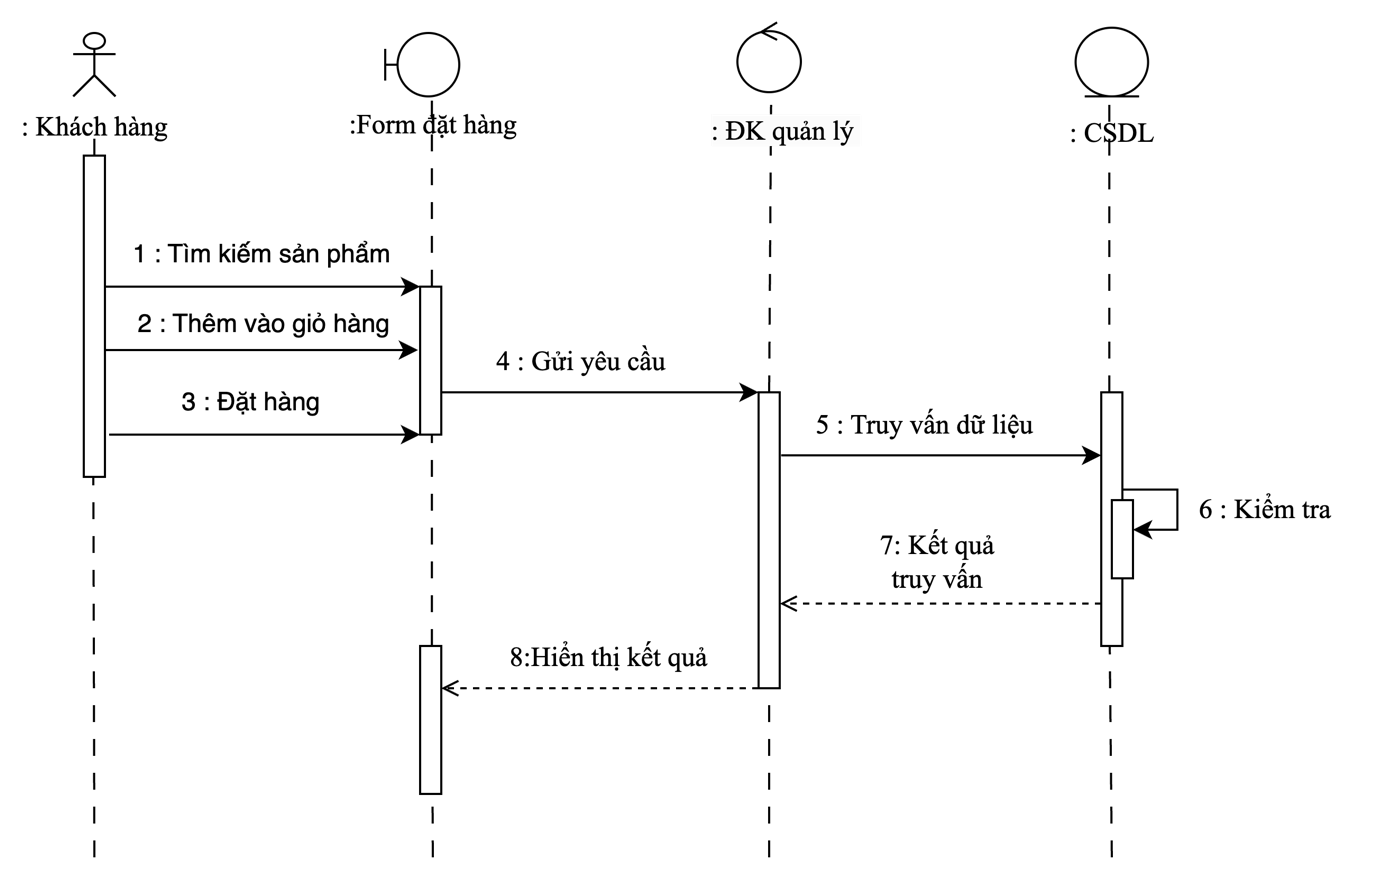 : Khách hàng
:Form đặt hàng
: ĐK quản lý
: CSDL
1 : Tìm kiếm sản phẩm
2 : Thêm vào giỏ hàng
3 : Đặt hàng
4 : Gửi yêu cầu
5 : Truy vấn dữ liệu
6 : Kiểm tra
7: Kết quả
truy vấn
8:Hiển thị kết quả